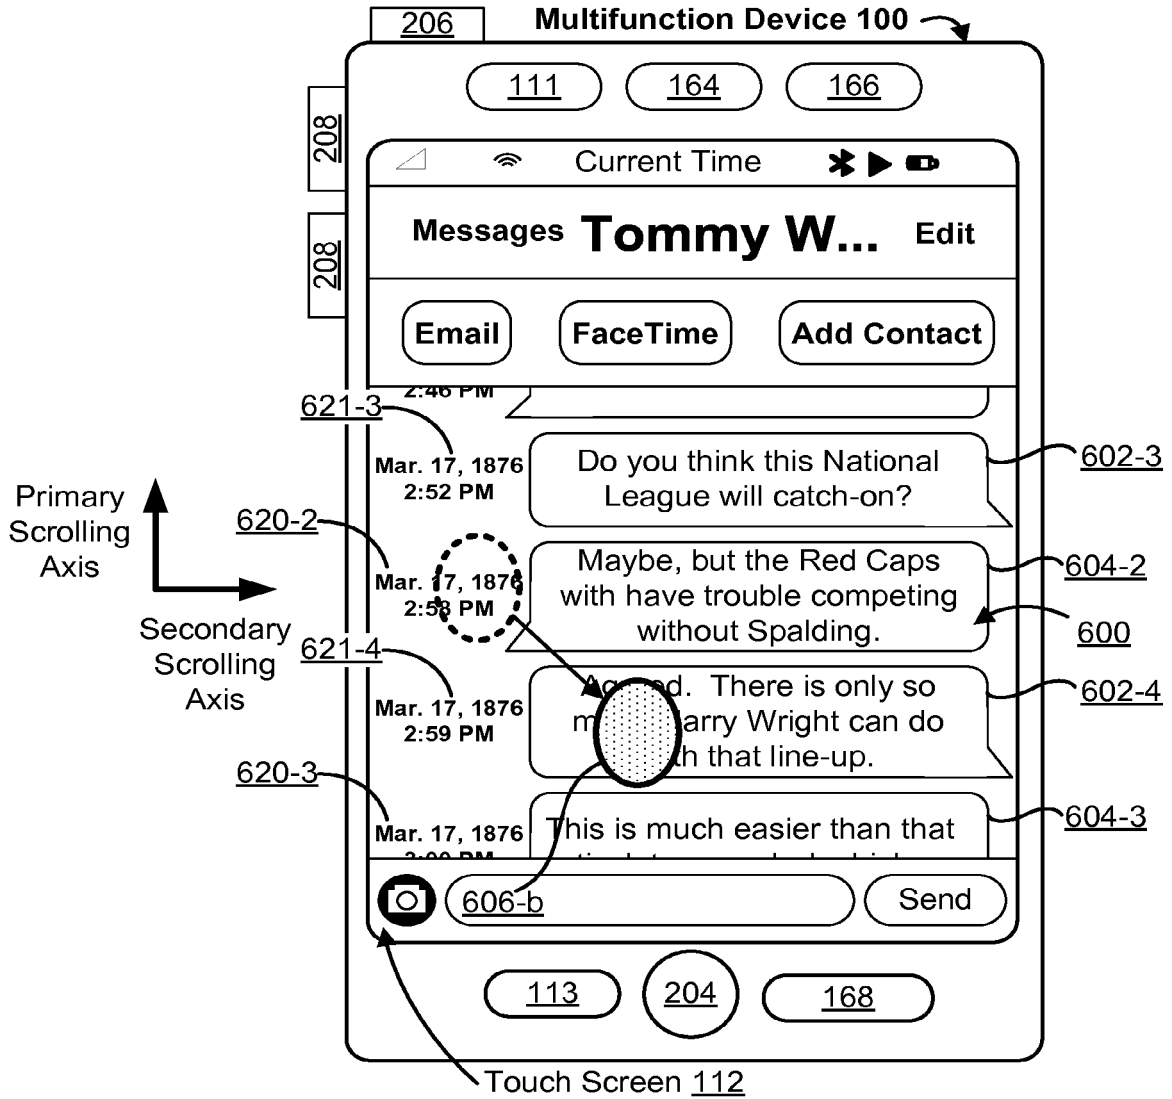 206
Multifunction Device 100
111
164
166
208
208
Current Time
Messages
Tommy W...
Edit
Email
FaceTime
Add Contact
2:46 PM
621-3
Mar. 17, 1876
2:52 PM
Do you think this National
League will catch-on?
602-3
Primary
Scrolling
Axis
Secondary
Scrolling
Axis
620-2
Mar. 17, 1876
2:58 PM
Maybe, but the Red Caps
with have trouble competing
without Spalding.
604-2
600
621-4
Mar. 17, 1876
2:59 PM
There is only so
Wright can do
that line-up.
602-4
620-3
Mar. 17, 1876
This is much easier than that
604-3
606-b
Send
113
204
168
Touch Screen 112